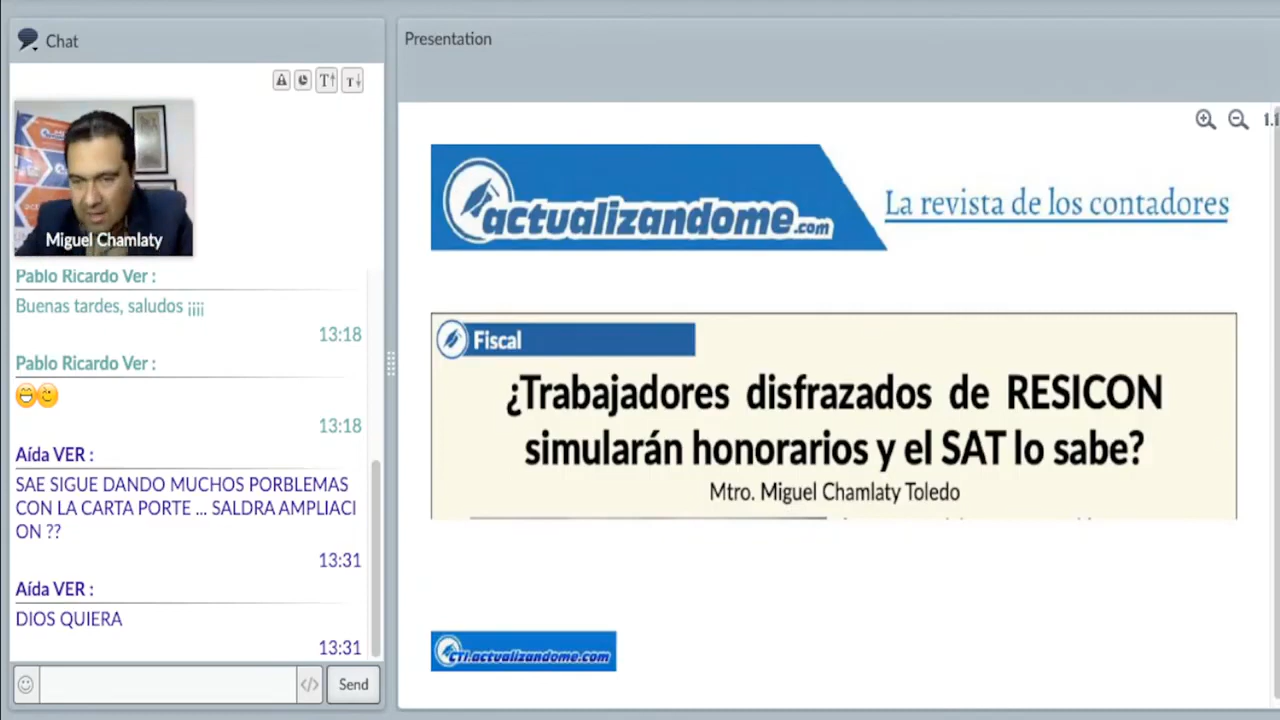 Chat
T↑
T↓
Miguel Chamlaty
Pablo Ricardo Ver :
Buenas tardes, saludos ¡¡¡¡
13:18
Pablo Ricardo Ver :
13:18
Aída VER :
SAE SIGUE DANDO MUCHOS PORBLEMAS
CON LA CARTA PORTE ... SALDRA AMPLIACI
ON ??
13:31
Aída VER :
DIOS QUIERA
13:31
</>
Send
Presentation
actualizandome.com
La revista de los contadores
Fiscal
¿Trabajadores disfrazados de RESICON
simularán honorarios y el SAT lo sabe?
Mtro. Miguel Chamlaty Toledo
CTI.actualizandome.com